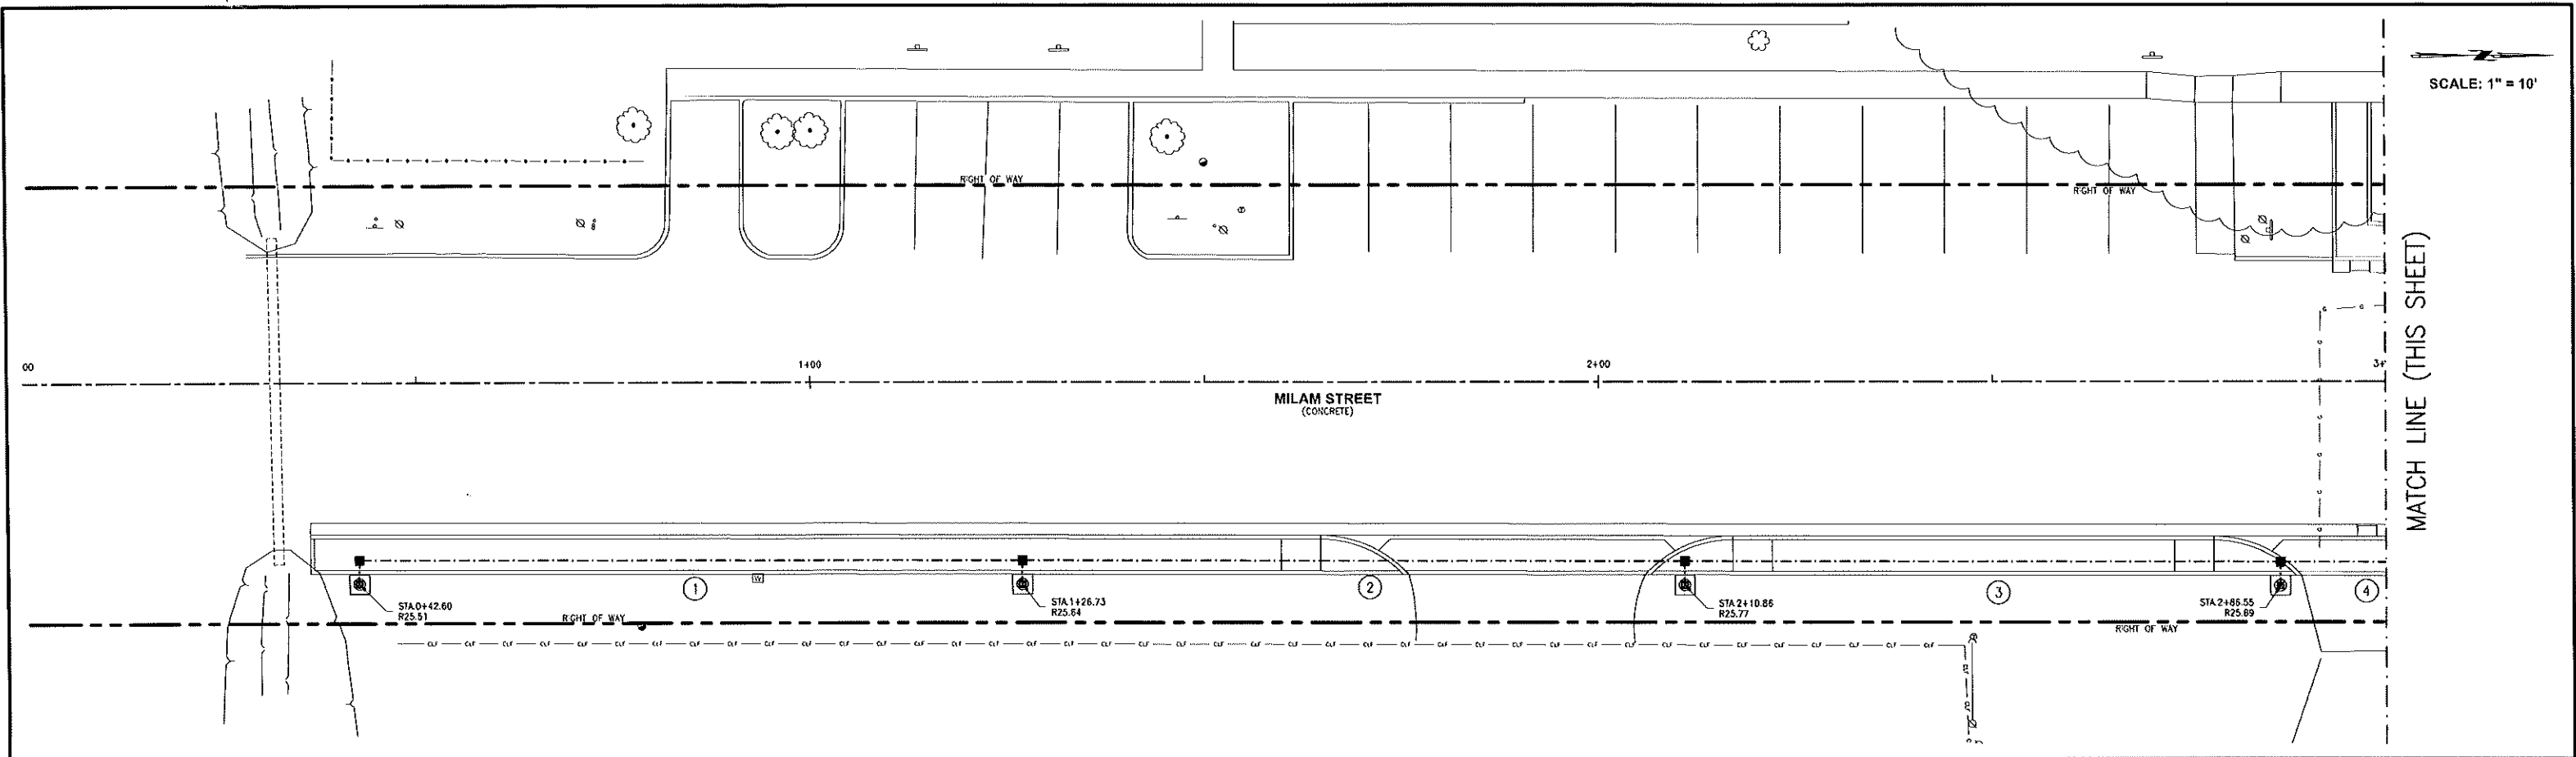 SCALE: 1" = 10'
RIGHT OF WAY
RIGHT OF WAY
MATCH LINE (THIS SHEET)
00
1+00
2+00
3+
MILAM STREET
(CONCRETE)
W
1
2
3
4
STA.0+42.60
R25.51
STA.1+26.73
R25.64
STA.2+10.86
R25.77
STA.2+86.55
R25.89
RIGHT OF WAY
RIGHT OF WAY